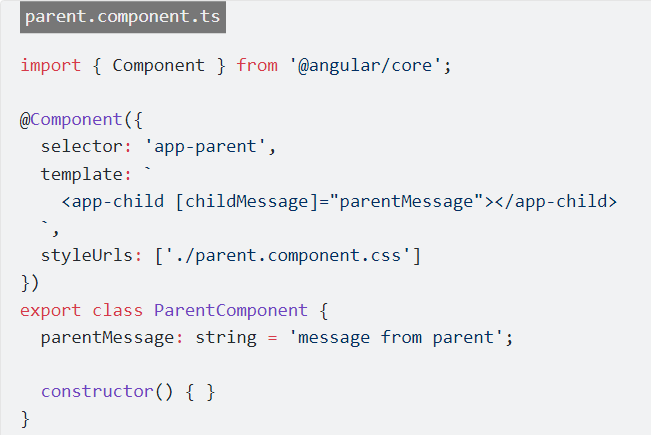 parent.component.ts
import { Component } from '@angular/core';
@Component({
  selector: 'app-parent',
  template: `
    <app-child [childMessage]="parentMessage"></app-child>
  `,
  styleUrls: ['./parent.component.css']
})
export class ParentComponent {
  parentMessage: string = 'message from parent';
  constructor() { }
}